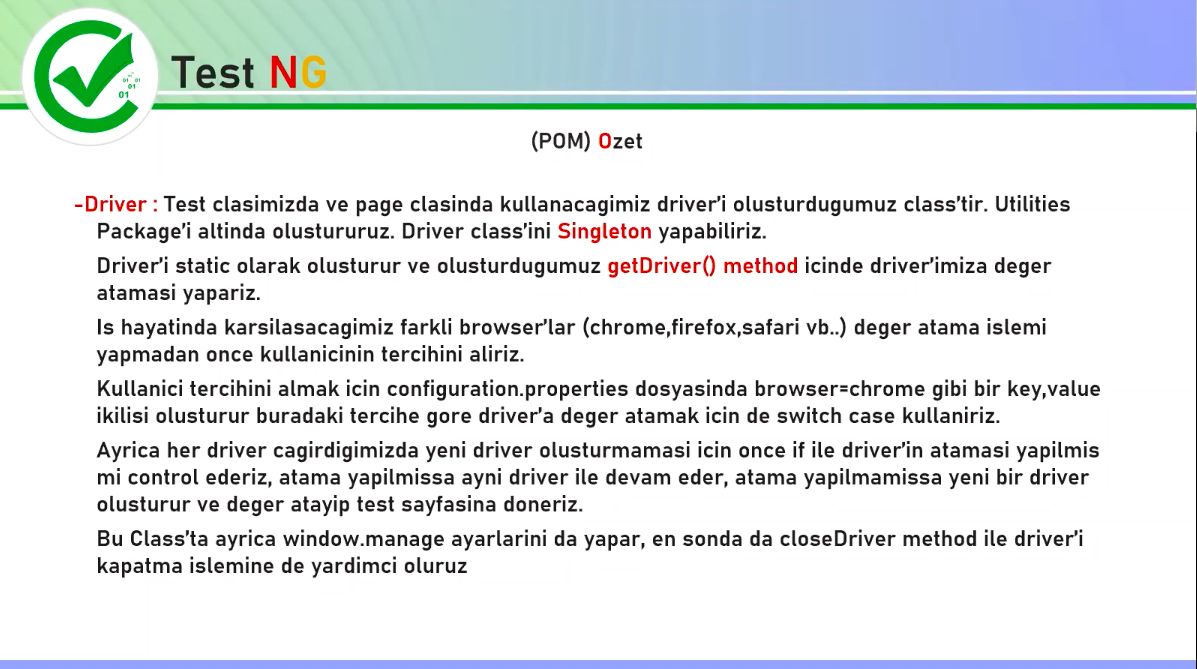 01
01 01
01
01
Test NG
(POM) Ozet
-Driver : Test clasimizda ve page clasinda kullanacagimiz driver'i olusturdugumuz class'tir. Utilities
Package'i altinda olustururuz. Driver class'ini Singleton yapabiliriz.
Driver'i static olarak olusturur ve olusturdugumuz getDriver() method icinde driver'imiza deger
atamasi yapariz.
Is hayatinda karsilasacagimiz farkli browser'lar (chrome,firefox,safari vb..) deger atama islemi
yapmadan once kullanicinin tercihini aliriz.
Kullanici tercihini almak icin configuration.properties dosyasinda browser=chrome gibi bir key,value
ikilisi olusturur buradaki tercihe gore driver'a deger atamak icin de switch case kullaniriz.
Ayrica her driver cagirdigimizda yeni driver olusturmamasi icin once if ile driver'in atamasi yapilmis
mi control ederiz, atama yapilmissa ayni driver ile devam eder, atama yapilmamissa yeni bir driver
olusturur ve deger atayip test sayfasina doneriz.
Bu Class'ta ayrica window.manage ayarlarini da yapar, en sonda da closeDriver method ile driver'i
kapatma islemine de yardimci oluruz